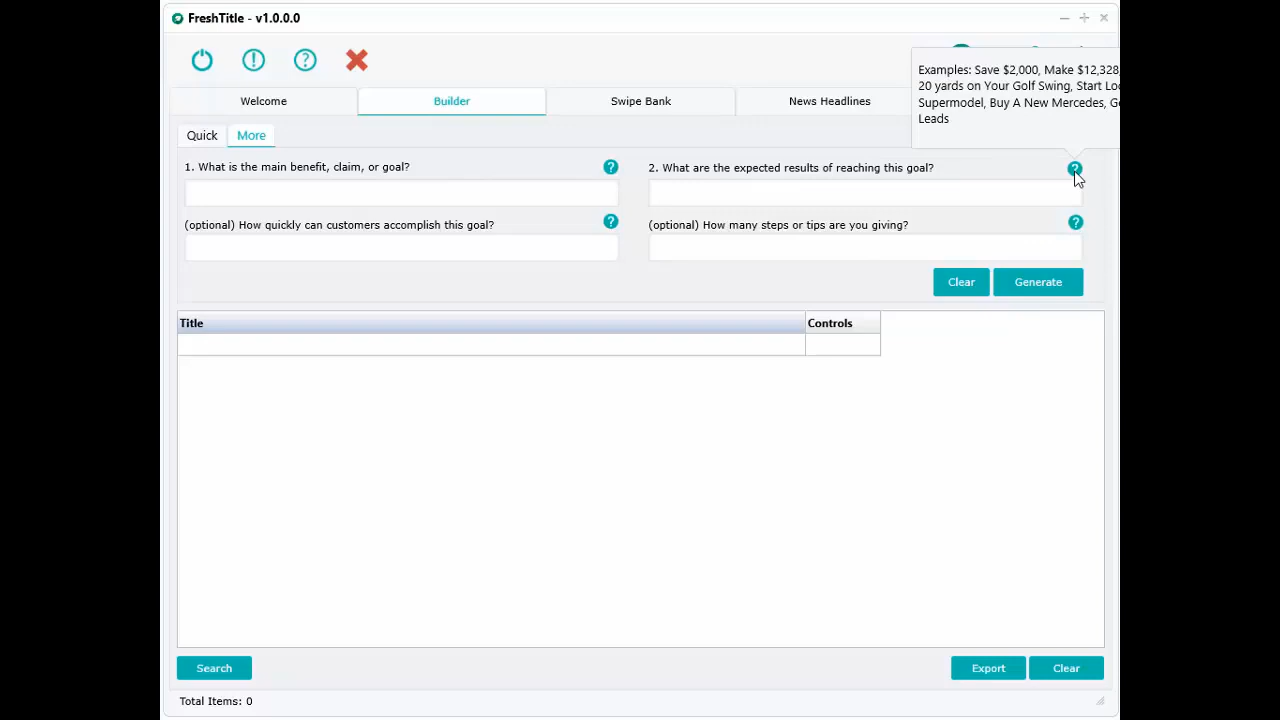 FreshTitle - v1.0.0.0
Examples: Save $2,000, Make $12,328,
20 yards on Your Golf Swing, Start
Supermodel, Buy A New Mercedes,
Leads
Welcome
Builder
Swipe Bank
News Headlines
Quick
More
1. What is the main benefit, claim, or goal?
2. What are the expected results of reaching this goal?
(optional) How quickly can customers accomplish this goal?
(optional) How many steps or tips are you giving?
Clear
Generate
Title
Controls
Search
Export
Clear
Total Items: 0